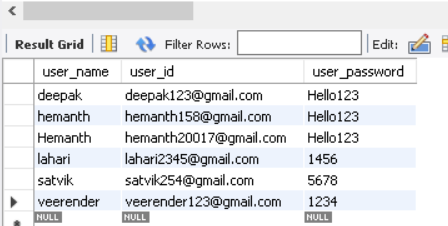 Result Grid Filter Rows: Edit:
user_name user_id user_password
deepak deepak123@gmail.com Hello123
hemanth hemanth158@gmail.com Hello123
Hemanth hemanth20017@gmail.com Hello123
lahari lahari2345@gmail.com 1456
satvik satvik254@gmail.com 5678
veerender veerender123@gmail.com 1234
NULL NULL NULL